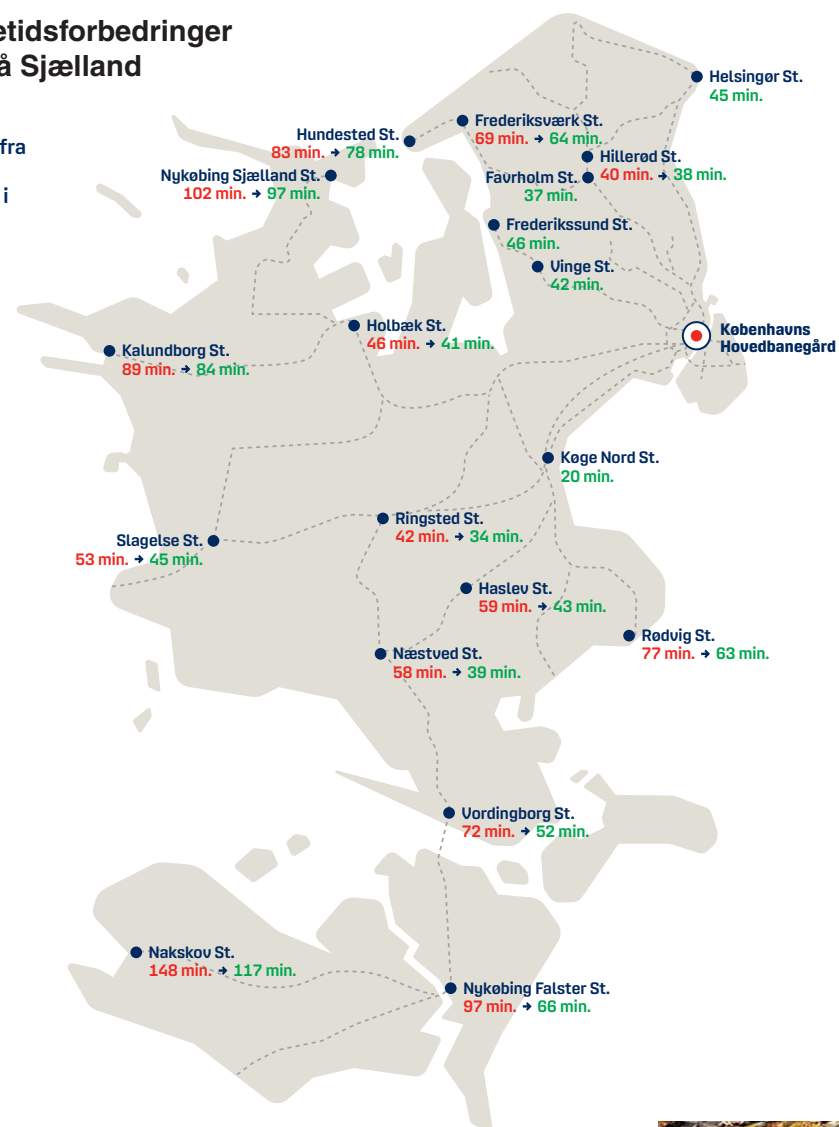 etidsforbedringer
å Sjælland
fra
i
Helsingør St.
45 min.
Frederiksværk St.
69 min. → 64 min.
Hundested St.
83 min. → 78 min.
Hillerød St.
40 min. → 38 min.
Nykøbing Sjælland St.
102 min. → 97 min.
Favrholm St.
37 min.
Frederikssund St.
46 min.
Vinge St.
42 min.
Københavns
Hovedbanegård
Holbæk St.
46 min. → 41 min.
Kalundborg St.
89 min. → 84 min.
Køge Nord St.
20 min.
Ringsted St.
42 min. → 34 min.
Slagelse St.
53 min. → 45 min.
Haslev St.
59 min. → 43 min.
Rødvig St.
77 min. → 63 min.
Næstved St.
58 min. → 39 min.
Vordingborg St.
72 min. → 52 min.
Nakskov St.
148 min. → 117 min.
Nykøbing Falster St.
97 min. → 66 min.